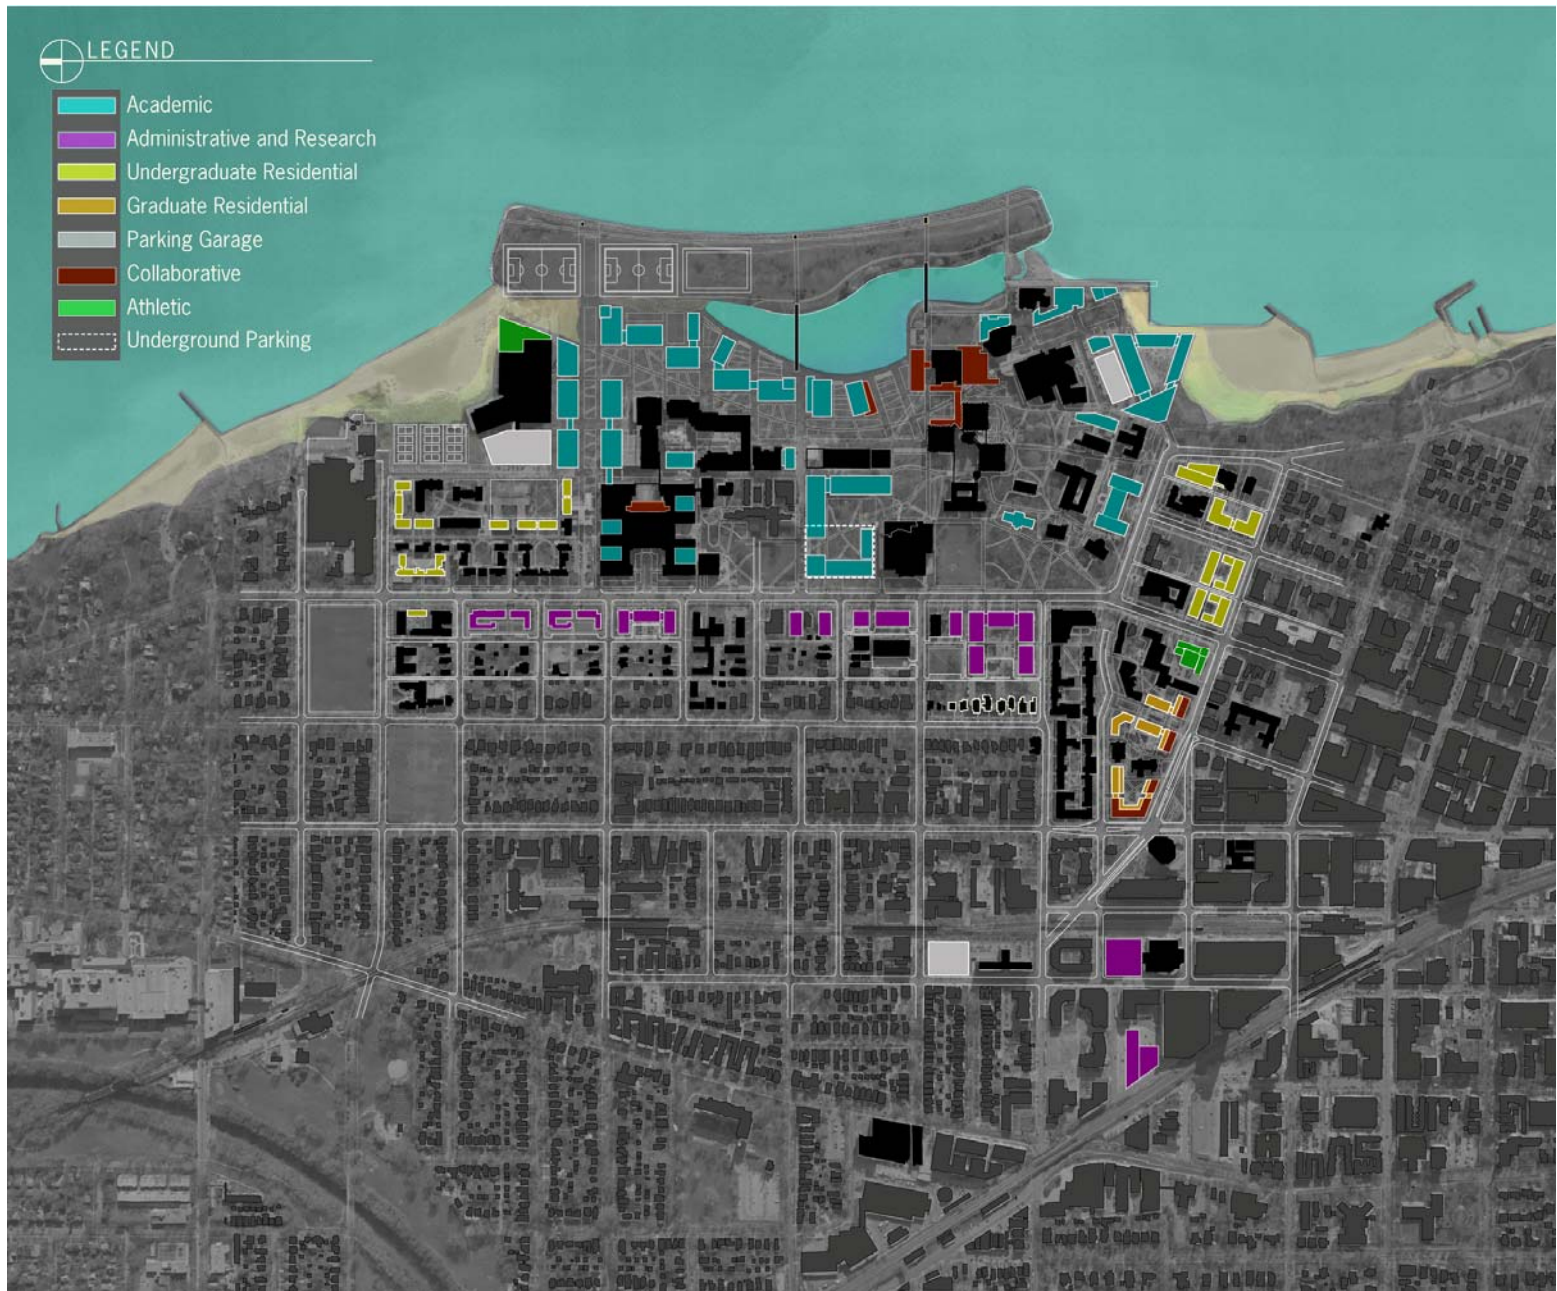 LEGEND
Academic
Administrative and Research
Undergraduate Residential
Graduate Residential
Parking Garage
Collaborative
Athletic
Underground Parking